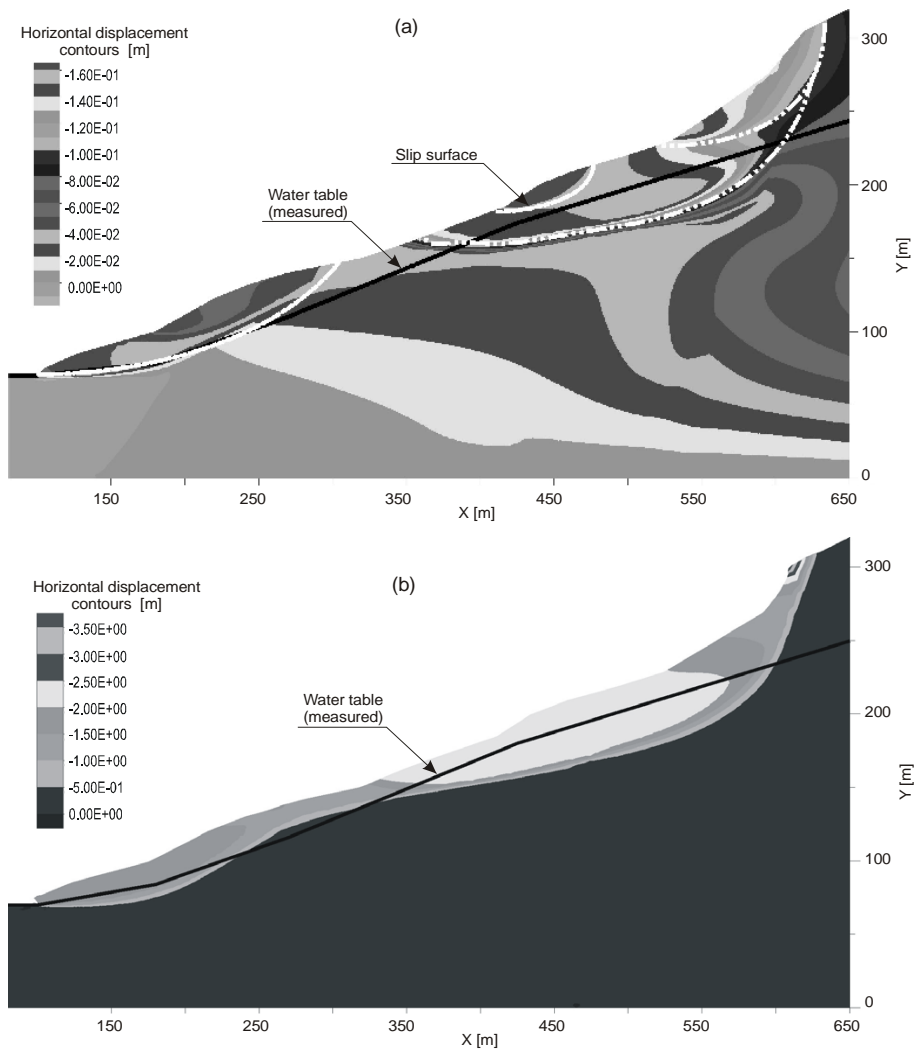 (a)
Horizontal displacement
contours [m]
-1.60E-01
-1.40E-01
-1.20E-01
-1.00E-01
-8.00E-02
-6.00E-02
-4.00E-02
-2.00E-02
0.00E+00
Slip surface
Water table
(measured)
300
200
Y [m]
100
0
150
250
350
450
550
650
X [m]
(b)
Horizontal displacement
contours [m]
-3.50E+00
-3.00E+00
-2.50E+00
-2.00E+00
-1.50E+00
-1.00E+00
-5.00E-01
0.00E+00
Water table
(measured)
300
200
Y [m]
100
0
150
250
350
450
550
650
X [m]